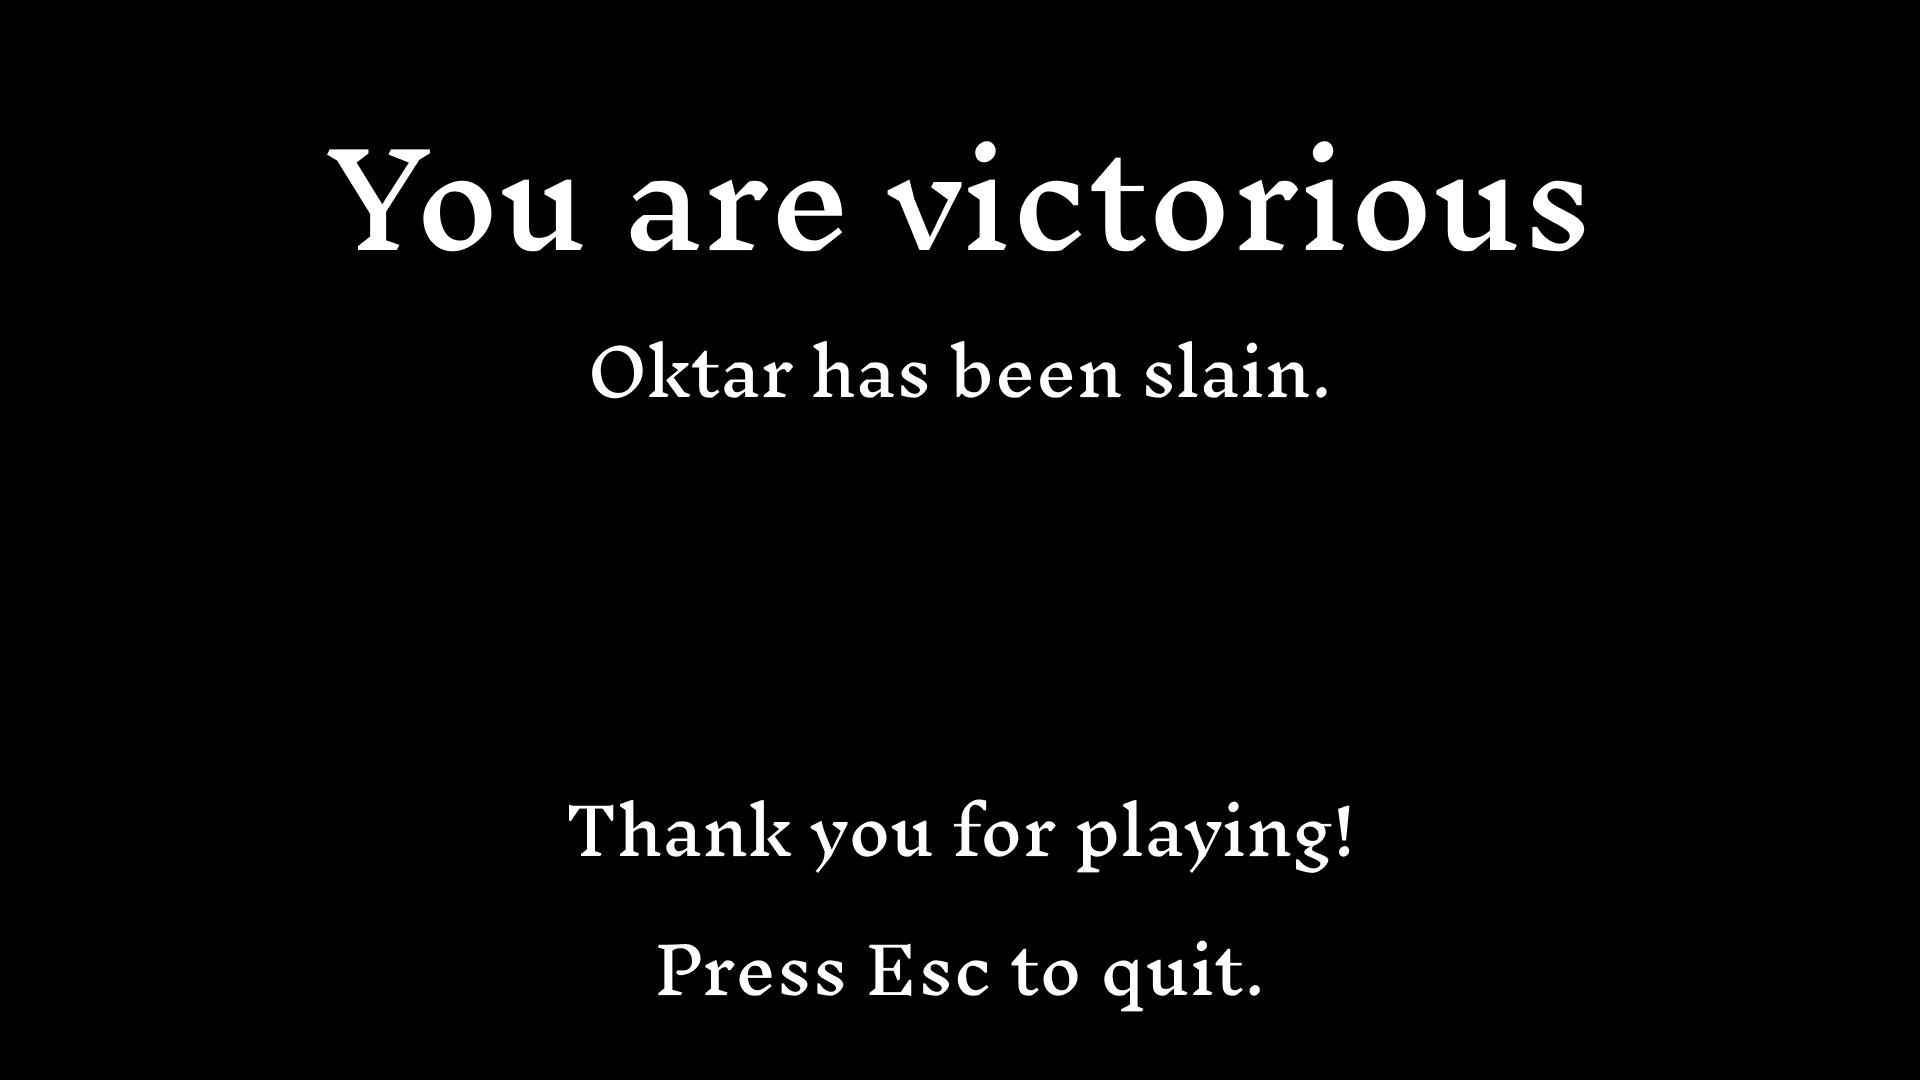 You are victorious
Oktar has been slain.
Thank you for playing!
Press Esc to quit.